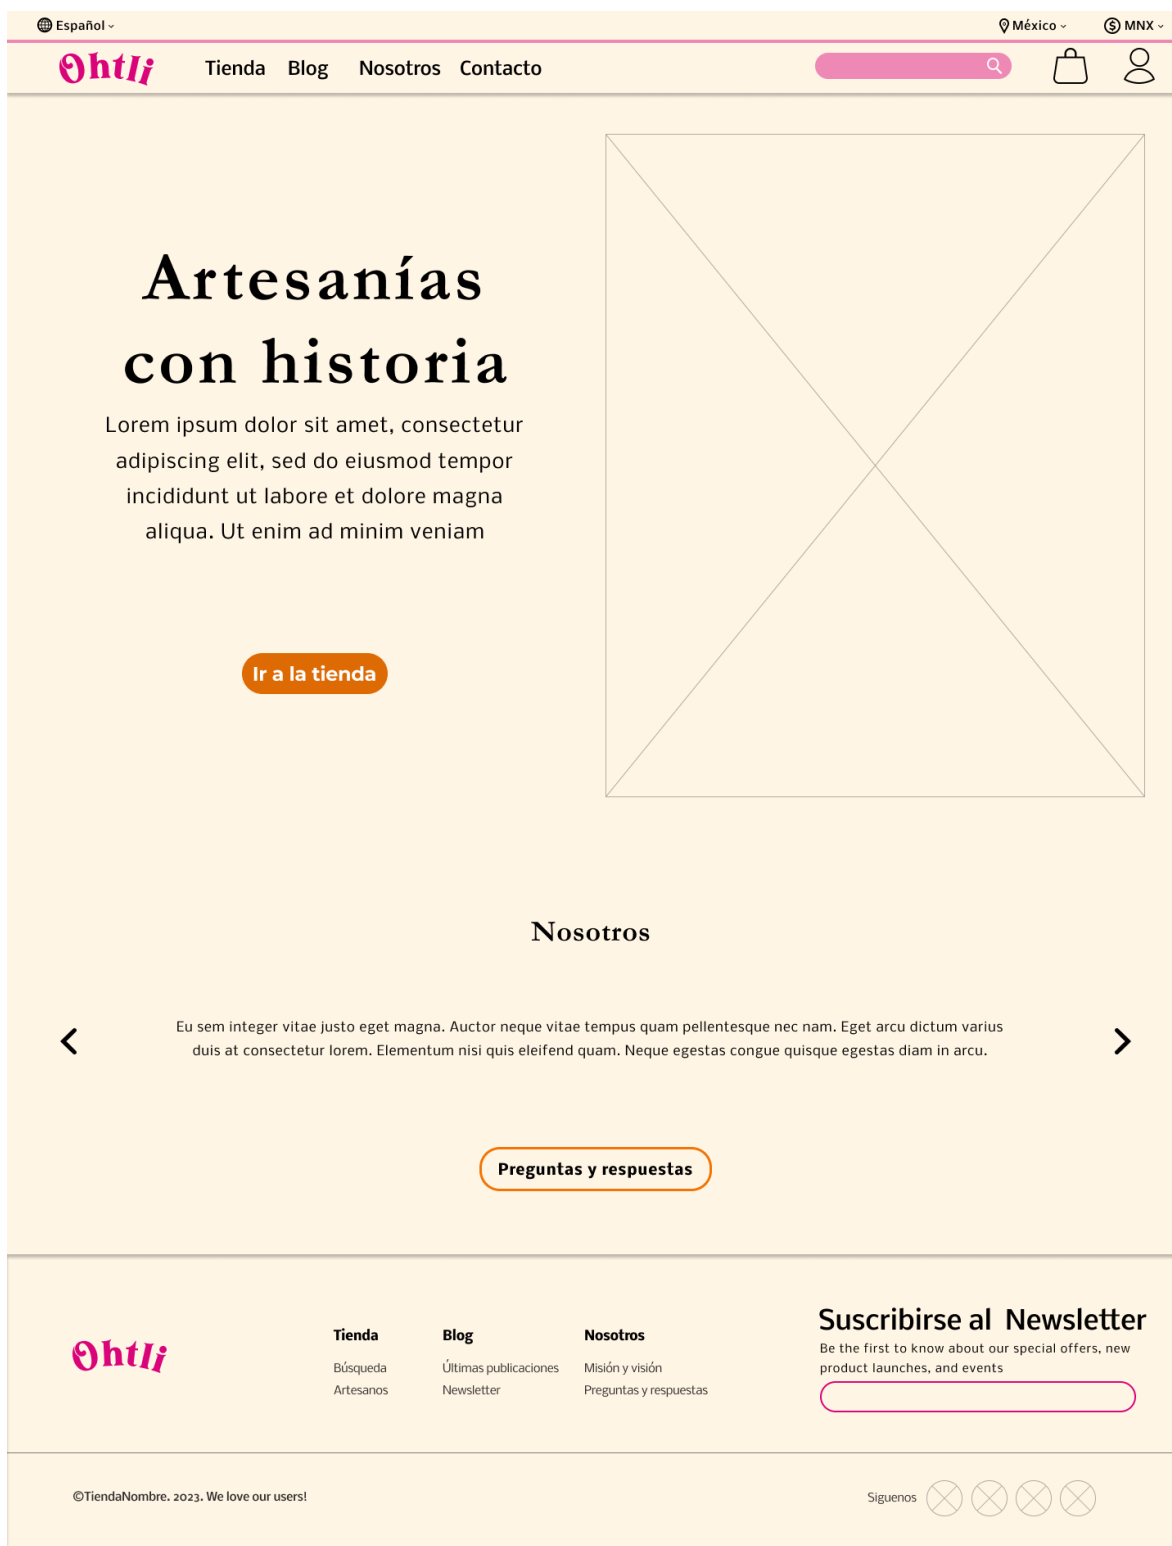 Español
México
MNX
Ohtli
Tienda Blog Nosotros Contacto
Artesanías
con historia
Lorem ipsum dolor sit amet, consectetur
adipiscing elit, sed do eiusmod tempor
incididunt ut labore et dolore magna
aliqua. Ut enim ad minim veniam
Ir a la tienda
Nosotros
Eu sem integer vitae justo eget magna. Auctor neque vitae tempus quam pellentesque nec nam. Eget arcu dictum varius
duis at consectetur lorem. Elementum nisi quis eleifend quam. Neque egestas congue quisque egestas diam in arcu.
Preguntas y respuestas
Ohtli
Tienda
Búsqueda
Artesanos
Blog
Últimas publicaciones
Newsletter
Nosotros
Misión y visión
Preguntas y respuestas
Suscribirse al Newsletter
Be the first to know about our special offers, new
product launches, and events
©TiendaNombre. 2023. We love our users!
Siguenos